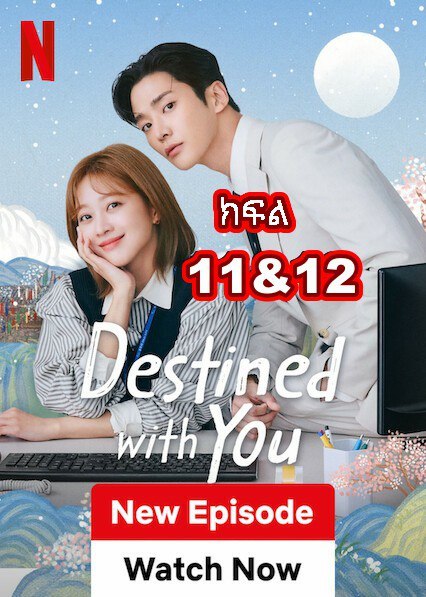 N
ክፍል
11&12
Destined
with You
New Episode
Watch Now